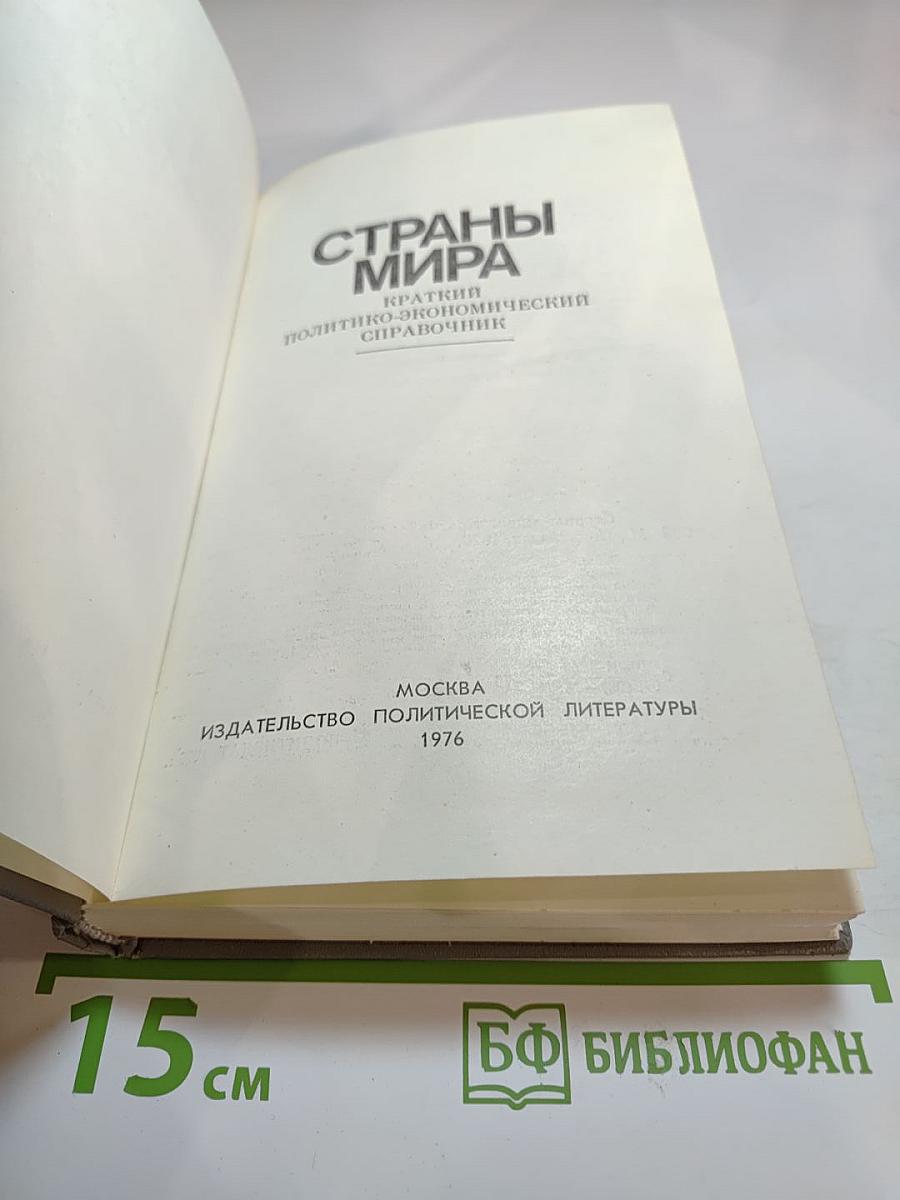 СТРАНЫ
МИРА
КРАТКИЙ
ПОЛИТИКО-ЭКОНОМИЧЕСКИЙ
СПРАВОЧНИК
МОСКВА
ИЗДАТЕЛЬСТВО ПОЛИТИЧЕСКОЙ ЛИТЕРАТУРЫ
1976
15 см
БФ БИБЛИОФАН